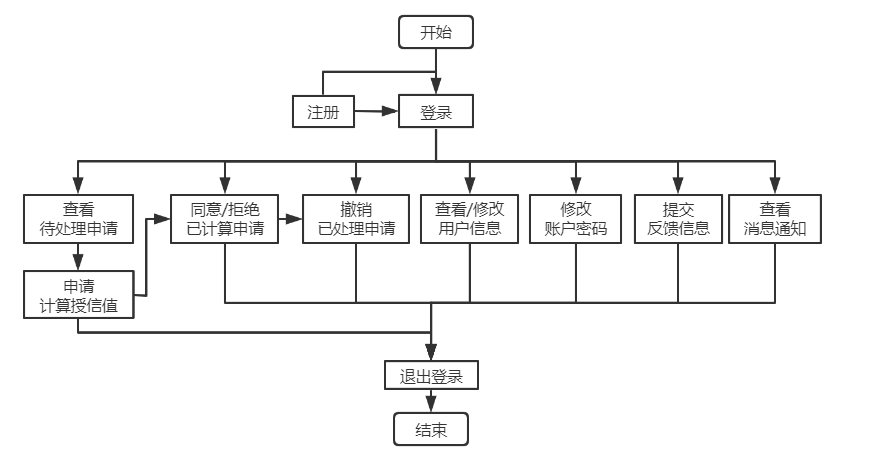 开始
注册
登录
查看
待处理申请
同意/拒绝
已计算申请
撤销
已处理申请
查看/修改
用户信息
修改
账户密码
提交
反馈信息
查看
消息通知
申请
计算授信值
退出登录
结束